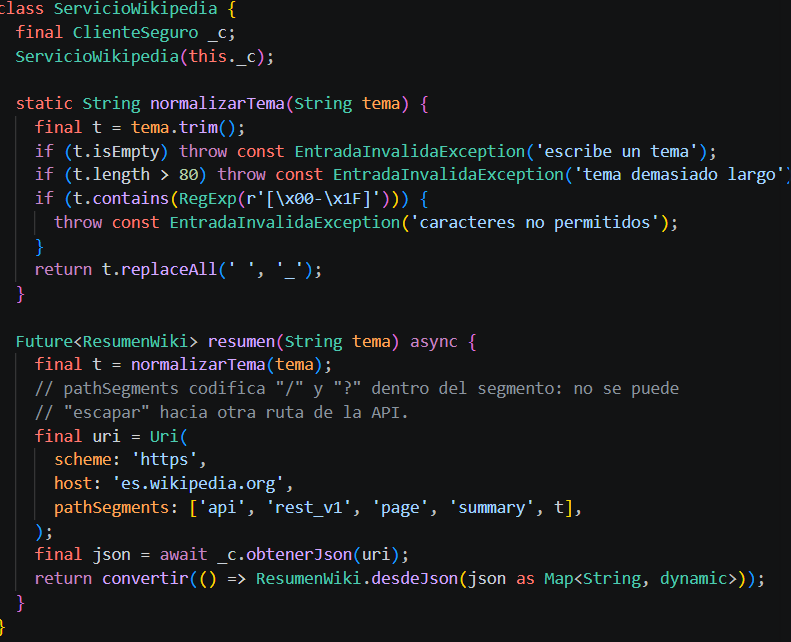 class ServicioWikipedia {
  final ClienteSeguro _c;
  ServicioWikipedia(this._c);

  static String normalizarTema(String tema) {
    final t = tema.trim();
    if (t.isEmpty) throw const EntradaInvalidaException('escribe un tema');
    if (t.length > 80) throw const EntradaInvalidaException('tema demasiado largo')
    if (t.contains(RegExp(r'[\x00-\x1F]'))) {
      throw const EntradaInvalidaException('caracteres no permitidos');
    }
    return t.replaceAll(' ', '_');
  }

  Future<ResumenWiki> resumen(String tema) async {
    final t = normalizarTema(tema);
    // pathSegments codifica "/" y "?" dentro del segmento: no se puede
    // "escapar" hacia otra ruta de la API.
    final uri = Uri(
      scheme: 'https',
      host: 'es.wikipedia.org',
      pathSegments: ['api', 'rest_v1', 'page', 'summary', t],
    );
    final json = await _c.obtenerJson(uri);
    return convertir(() => ResumenWiki.desdeJson(json as Map<String, dynamic>));
  }
}